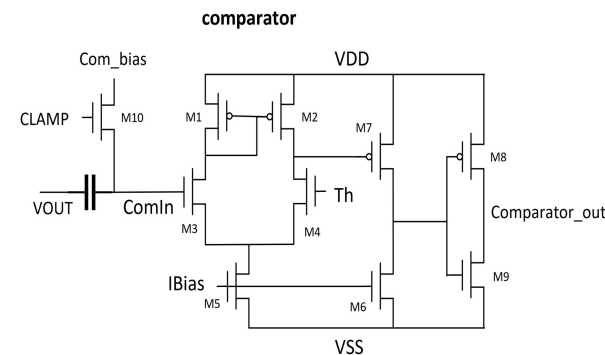 comparator
Com_bias
VDD
CLAMP
M10
M1
M2
M7
M8
VOUT
ComIn
Th
Comparator_out
M3
M4
IBias
M5
M6
M9
VSS